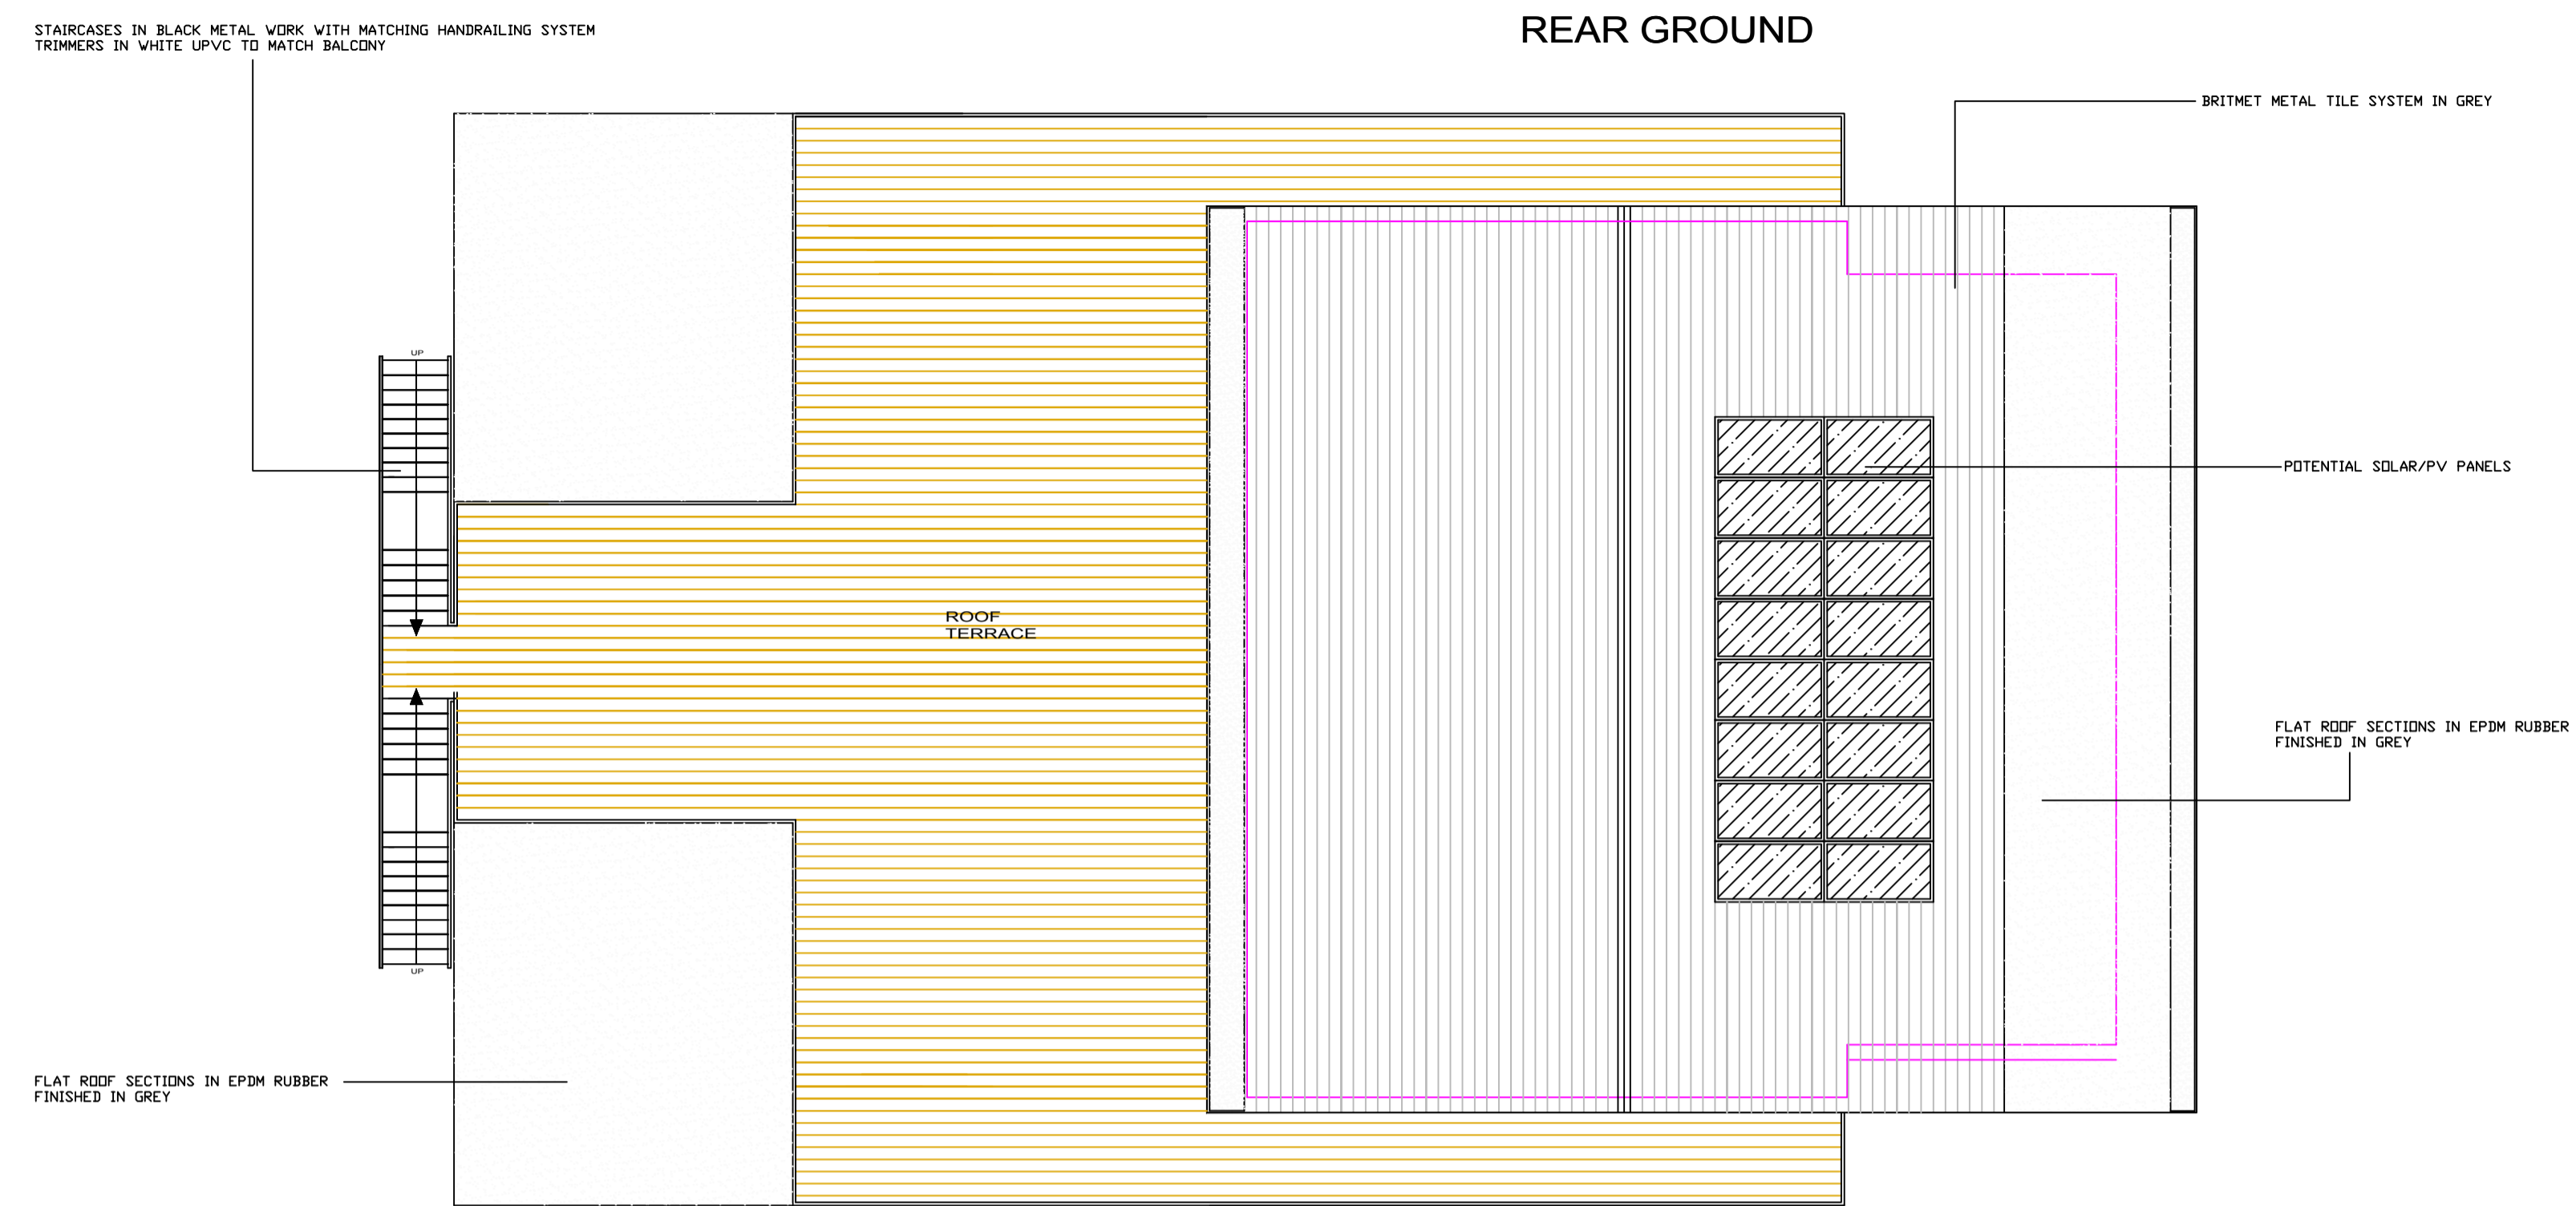 REAR GROUND
STAIRCASES IN BLACK METAL WORK WITH MATCHING HANDRAILING SYSTEM
TRIMMERS IN WHITE UPVC TO MATCH BALCONY
BRITMET METAL TILE SYSTEM IN GREY
UP
POTENTIAL SOLAR/PV PANELS
ROOF
TERRACE
FLAT ROOF SECTIONS IN EPDM RUBBER
FINISHED IN GREY
UP
FLAT ROOF SECTIONS IN EPDM RUBBER
FINISHED IN GREY